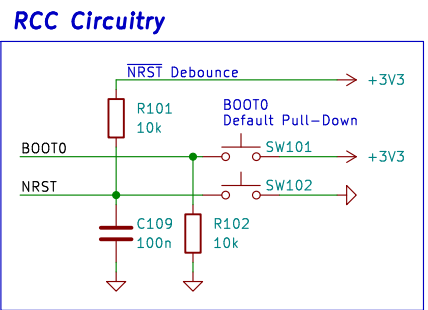 RCC Circuitry
NRST Debounce
+3V3
R101
10k
BOOT0
Default Pull-Down
BOOT0
SW101
+3V3
NRST
SW102
C109
100n
R102
10k